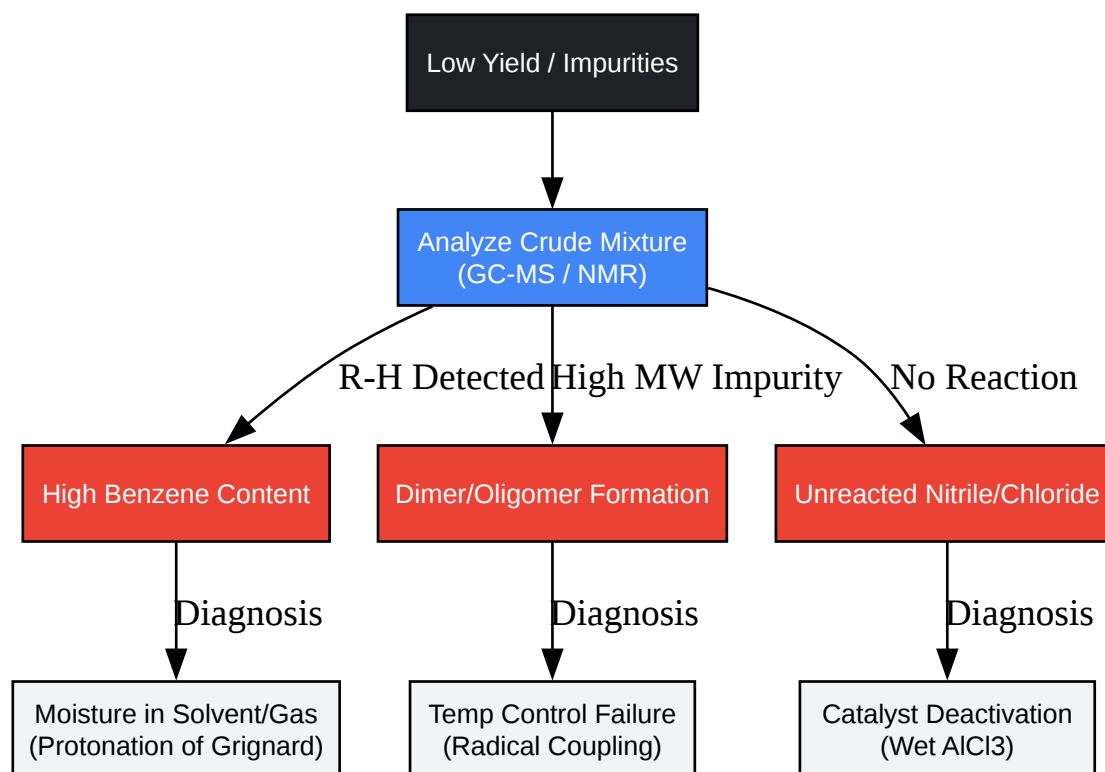 Low Yield / Impurities
Analyze Crude Mixture
(GC-MS / NMR)
R-H Detected
High MW Impurity
No Reaction
High Benzene Content
Dimer/Oligomer Formation
Unreacted Nitrile/Chloride
Diagnosis
Diagnosis
Diagnosis
Moisture in Solvent/Gas
(Protonation of Grignard)
Temp Control Failure
(Radical Coupling)
Catalyst Deactivation
(Wet AlCl3)